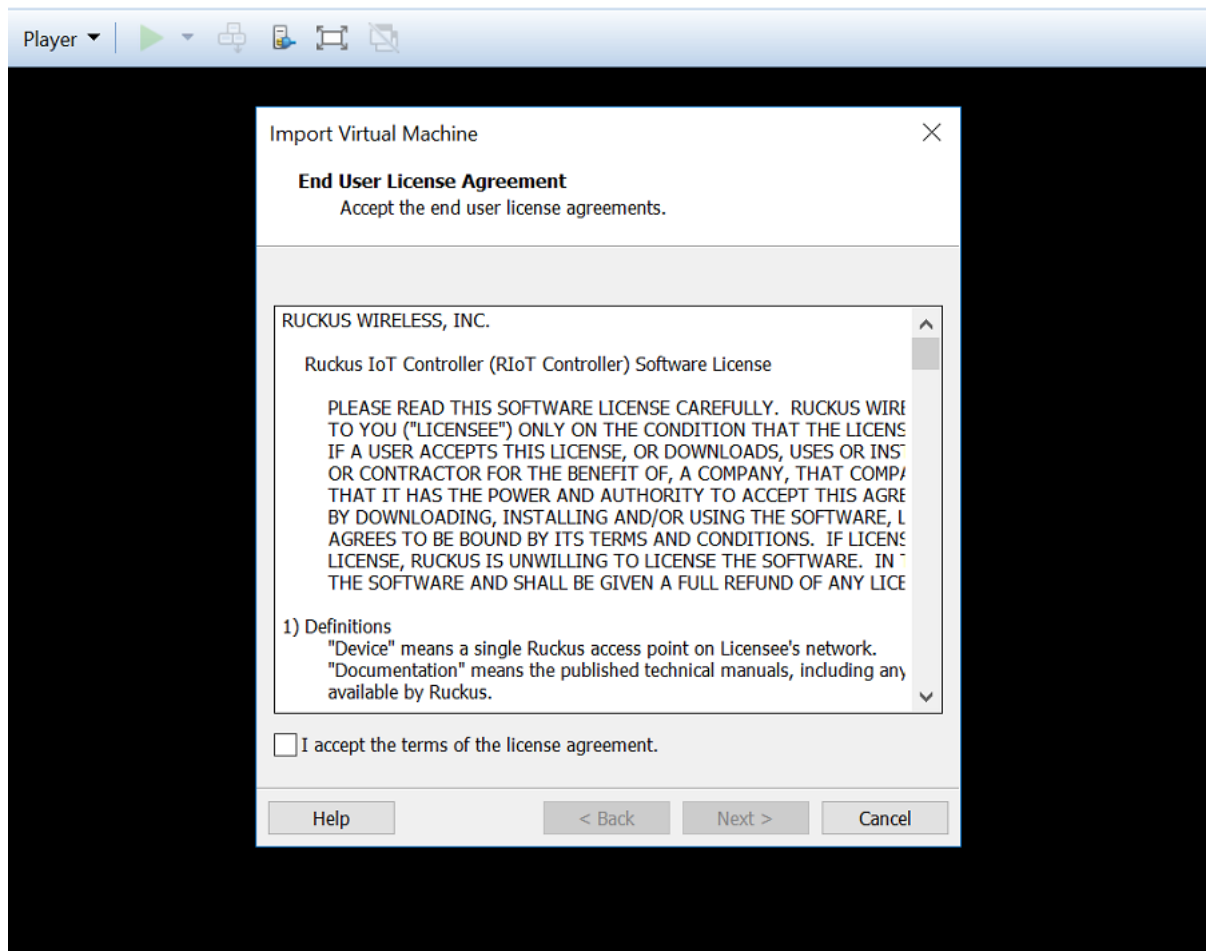 Player
Import Virtual Machine
End User License Agreement
Accept the end user license agreements.
RUCKUS WIRELESS, INC.
Ruckus IoT Controller (RIoT Controller) Software License
PLEASE READ THIS SOFTWARE LICENSE CAREFULLY. RUCKUS WIRE
TO YOU ("LICENSEE") ONLY ON THE CONDITION THAT THE LICENS
IF A USER ACCEPTS THIS LICENSE, OR DOWNLOADS, USES OR INST
OR CONTRACTOR FOR THE BENEFIT OF, A COMPANY, THAT COMPA
THAT IT HAS THE POWER AND AUTHORITY TO ACCEPT THIS AGRE
BY DOWNLOADING, INSTALLING AND/OR USING THE SOFTWARE, L
AGREES TO BE BOUND BY ITS TERMS AND CONDITIONS. IF LICENS
LICENSE, RUCKUS IS UNWILLING TO LICENSE THE SOFTWARE. IN T
THE SOFTWARE AND SHALL BE GIVEN A FULL REFUND OF ANY LICE
1) Definitions
"Device" means a single Ruckus access point on Licensee's network.
"Documentation" means the published technical manuals, including any
available by Ruckus.
I accept the terms of the license agreement.
Help < Back Next > Cancel